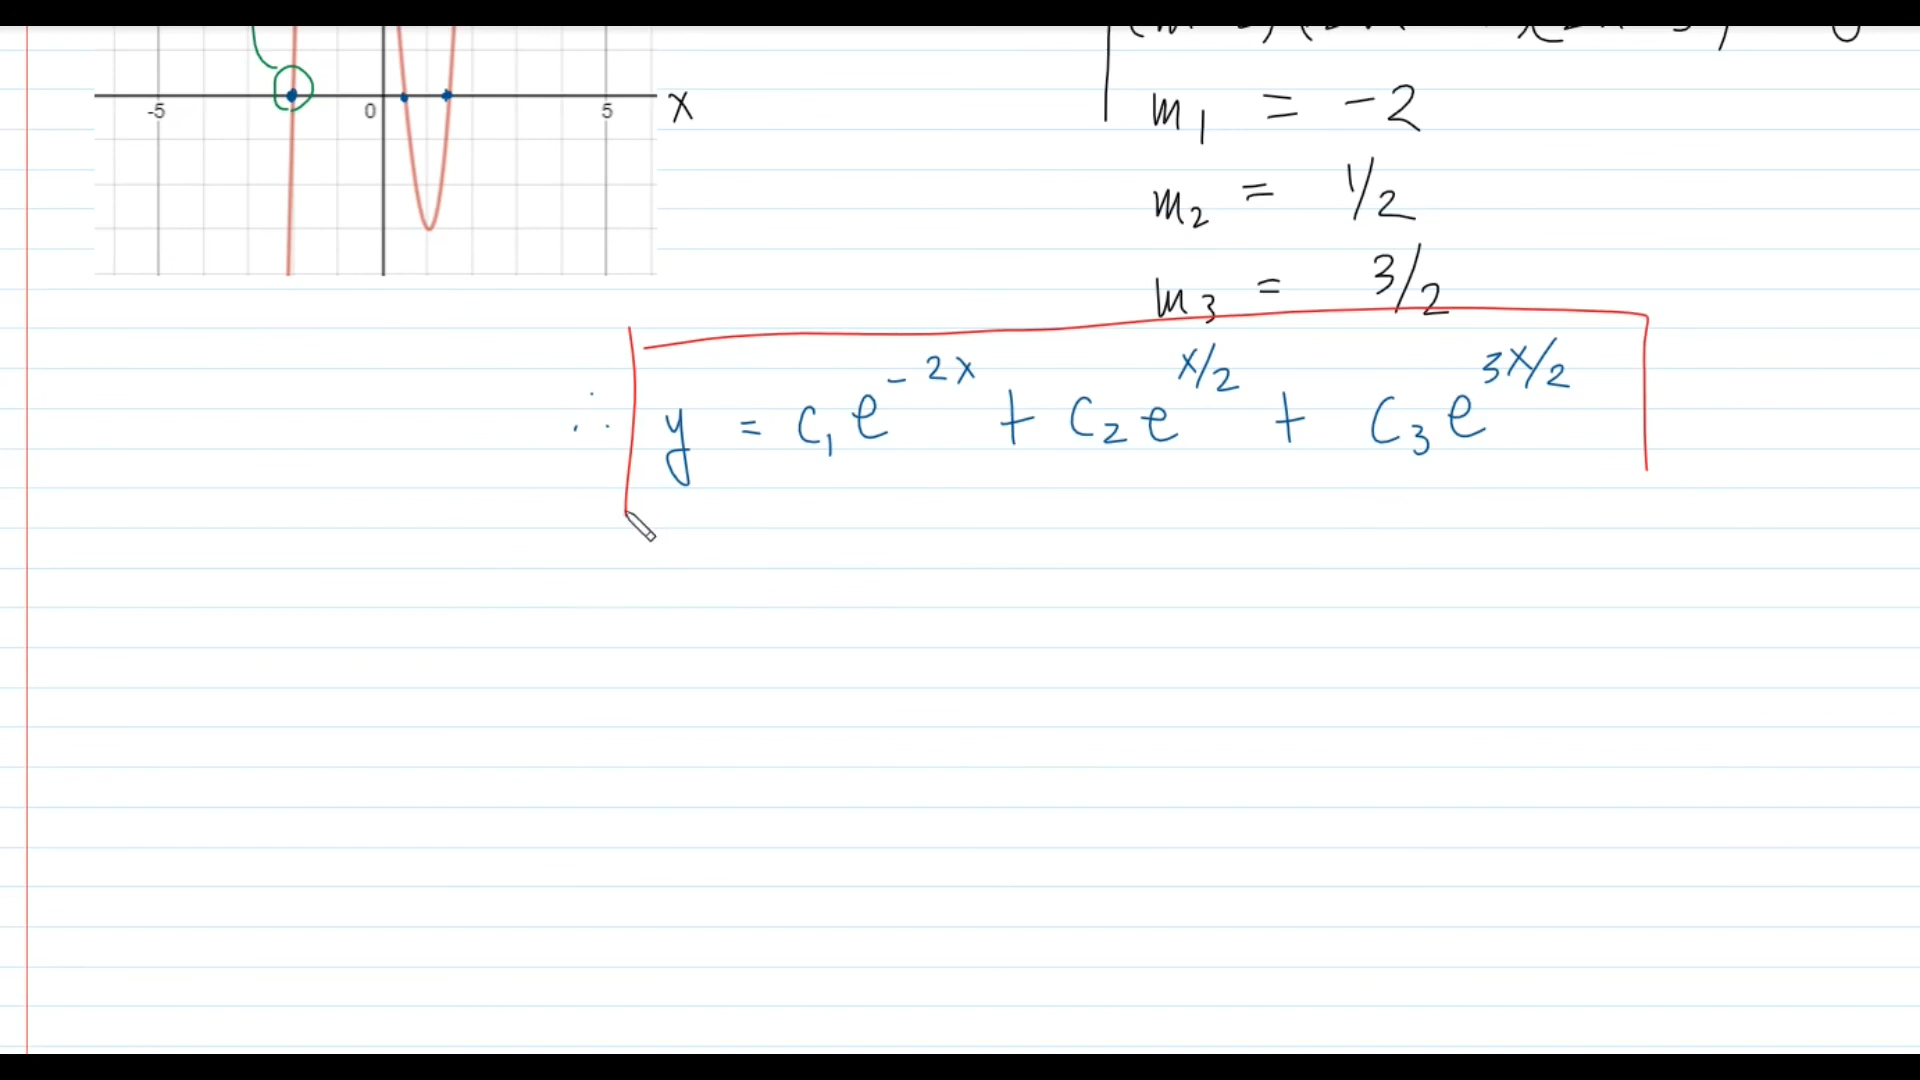 -5 0 5 x
m₁ = -2
m₂ = 1/2
m₃ = 3/2
∴ y = c₁e^(-2x) + c₂e^(x/2) + c₃e^(3x/2)